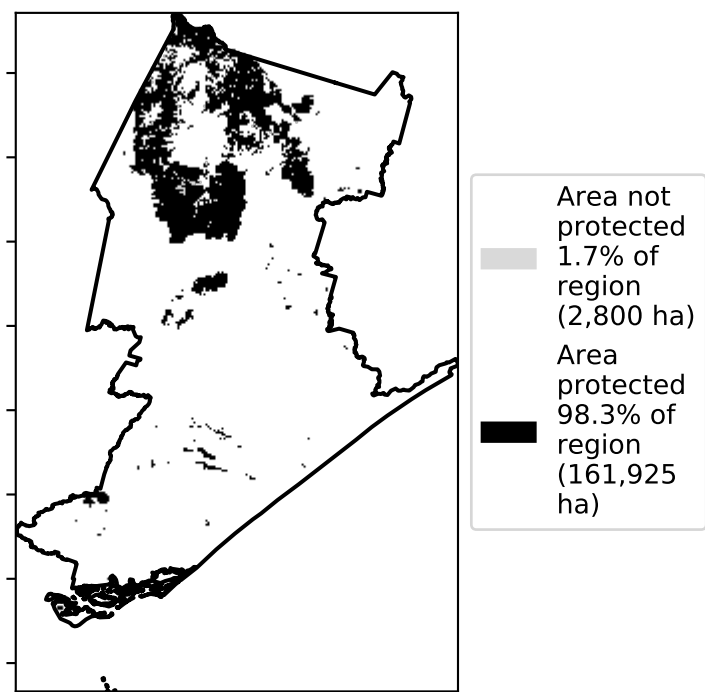 Area not
protected
1.7% of
region
(2,800 ha)
Area
protected
98.3% of
region
(161,925
ha)